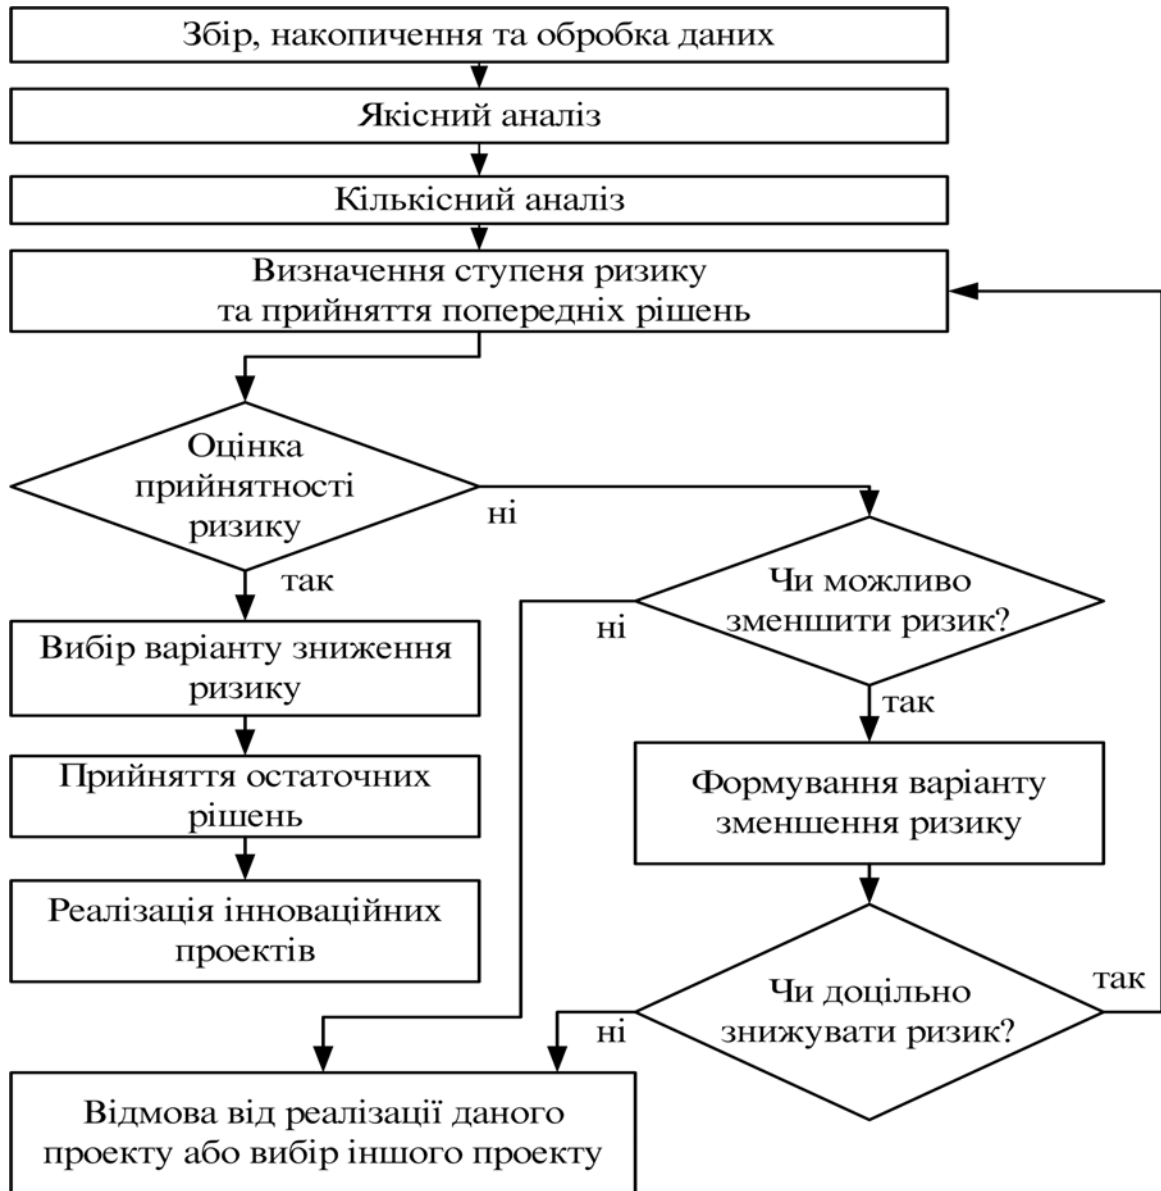 Збір, накопичення та обробка даних
Якісний аналіз
Кількісний аналіз
Визначення ступеня ризику
та прийняття попередніх рішень
Оцінка
прийнятності
ризику
ні
так
Чи можливо
зменшити ризик?
ні
так
Вибір варіанту зниження
ризику
Прийняття остаточних
рішень
Формування варіанту
зменшення ризику
Реалізація інноваційних
проектів
Чи доцільно
знижувати ризик?
так
ні
Відмова від реалізації даного
проекту або вибір іншого проекту